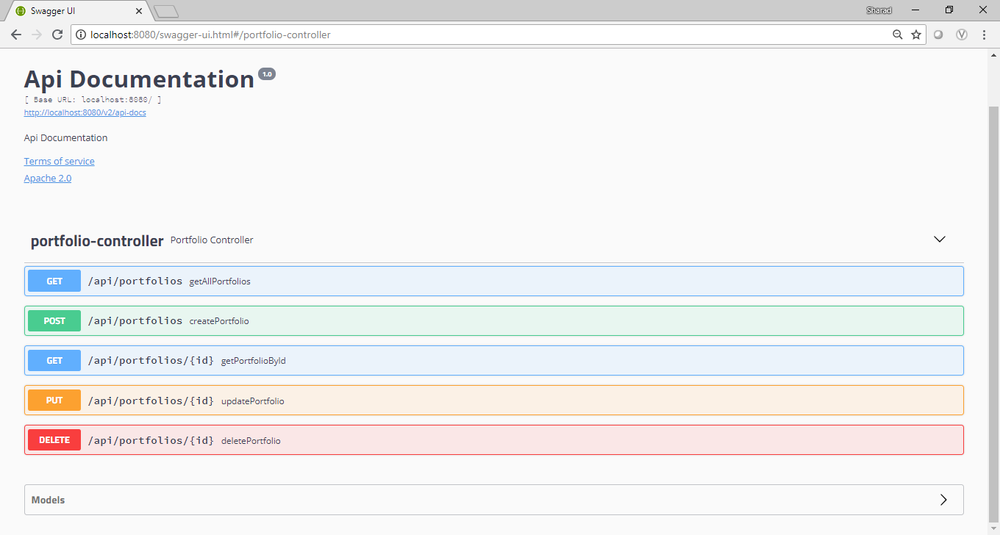 Swagger UI
Sharad
localhost:8080/swagger-ui.html#/portfolio-controller
Api Documentation 1.0
[ Base URL: localhost:8080/ ]
http://localhost:8080/v2/api-docs
Api Documentation
Terms of service
Apache 2.0
portfolio-controller Portfolio Controller
GET /api/portfolios getAllPortfolios
POST /api/portfolios createPortfolio
GET /api/portfolios/{id} getPortfolioById
PUT /api/portfolios/{id} updatePortfolio
DELETE /api/portfolios/{id} deletePortfolio
Models